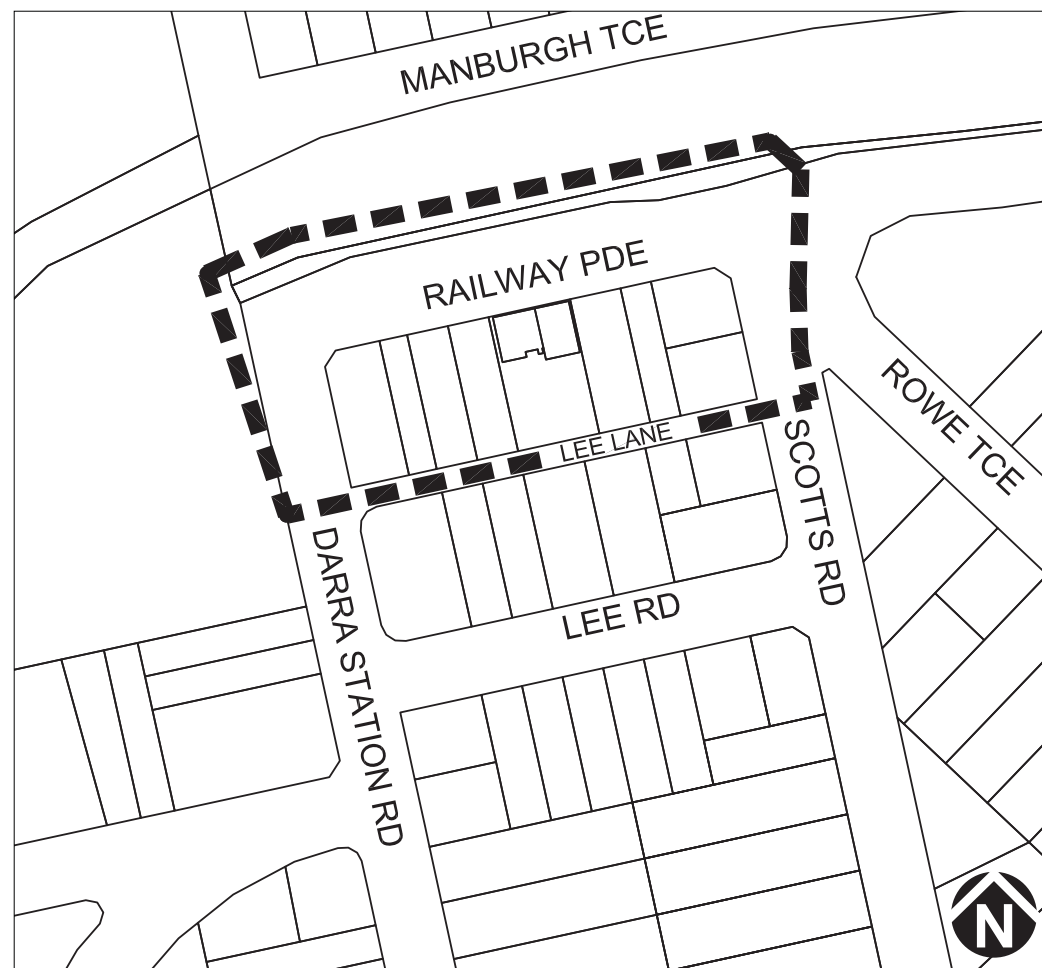 MANBURGH TCE
RAILWAY PDE
ROWE TCE
LEE LANE
SCOTTS RD
DARRA STATION RD
LEE RD
N